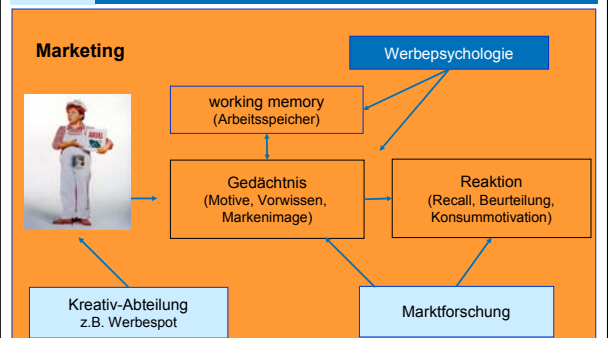 Marketing
Werbepsychologie
working memory
(Arbeitsspeicher)
Gedächtnis
(Motive, Vorwissen,
Markenimage)
Reaktion
(Recall, Beurteilung,
Konsummotivation)
Kreativ-Abteilung
z.B. Werbespot
Marktforschung